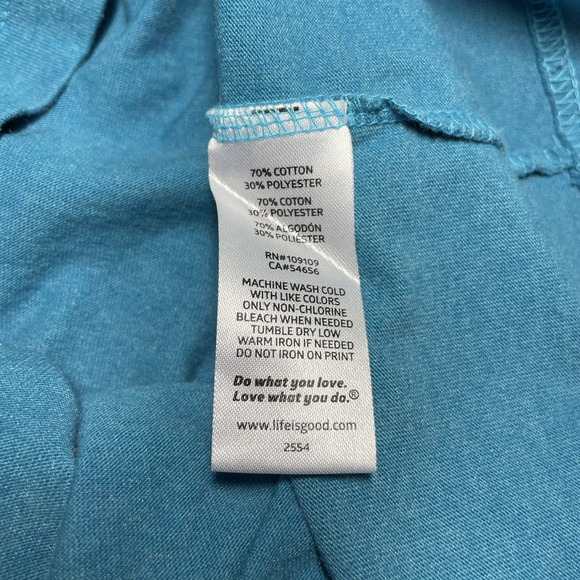 70% COTTON
30% POLYESTER
70% COTON
30% POLYESTER
70% ALGODÓN
30% POLIÉSTER
RN#109109
CA#54656
MACHINE WASH COLD
WITH LIKE COLORS
ONLY NON-CHLORINE
BLEACH WHEN NEEDED
TUMBLE DRY LOW
WARM IRON IF NEEDED
DO NOT IRON ON PRINT
Do what you love.
Love what you do.®
www.lifeisgood.com
2554